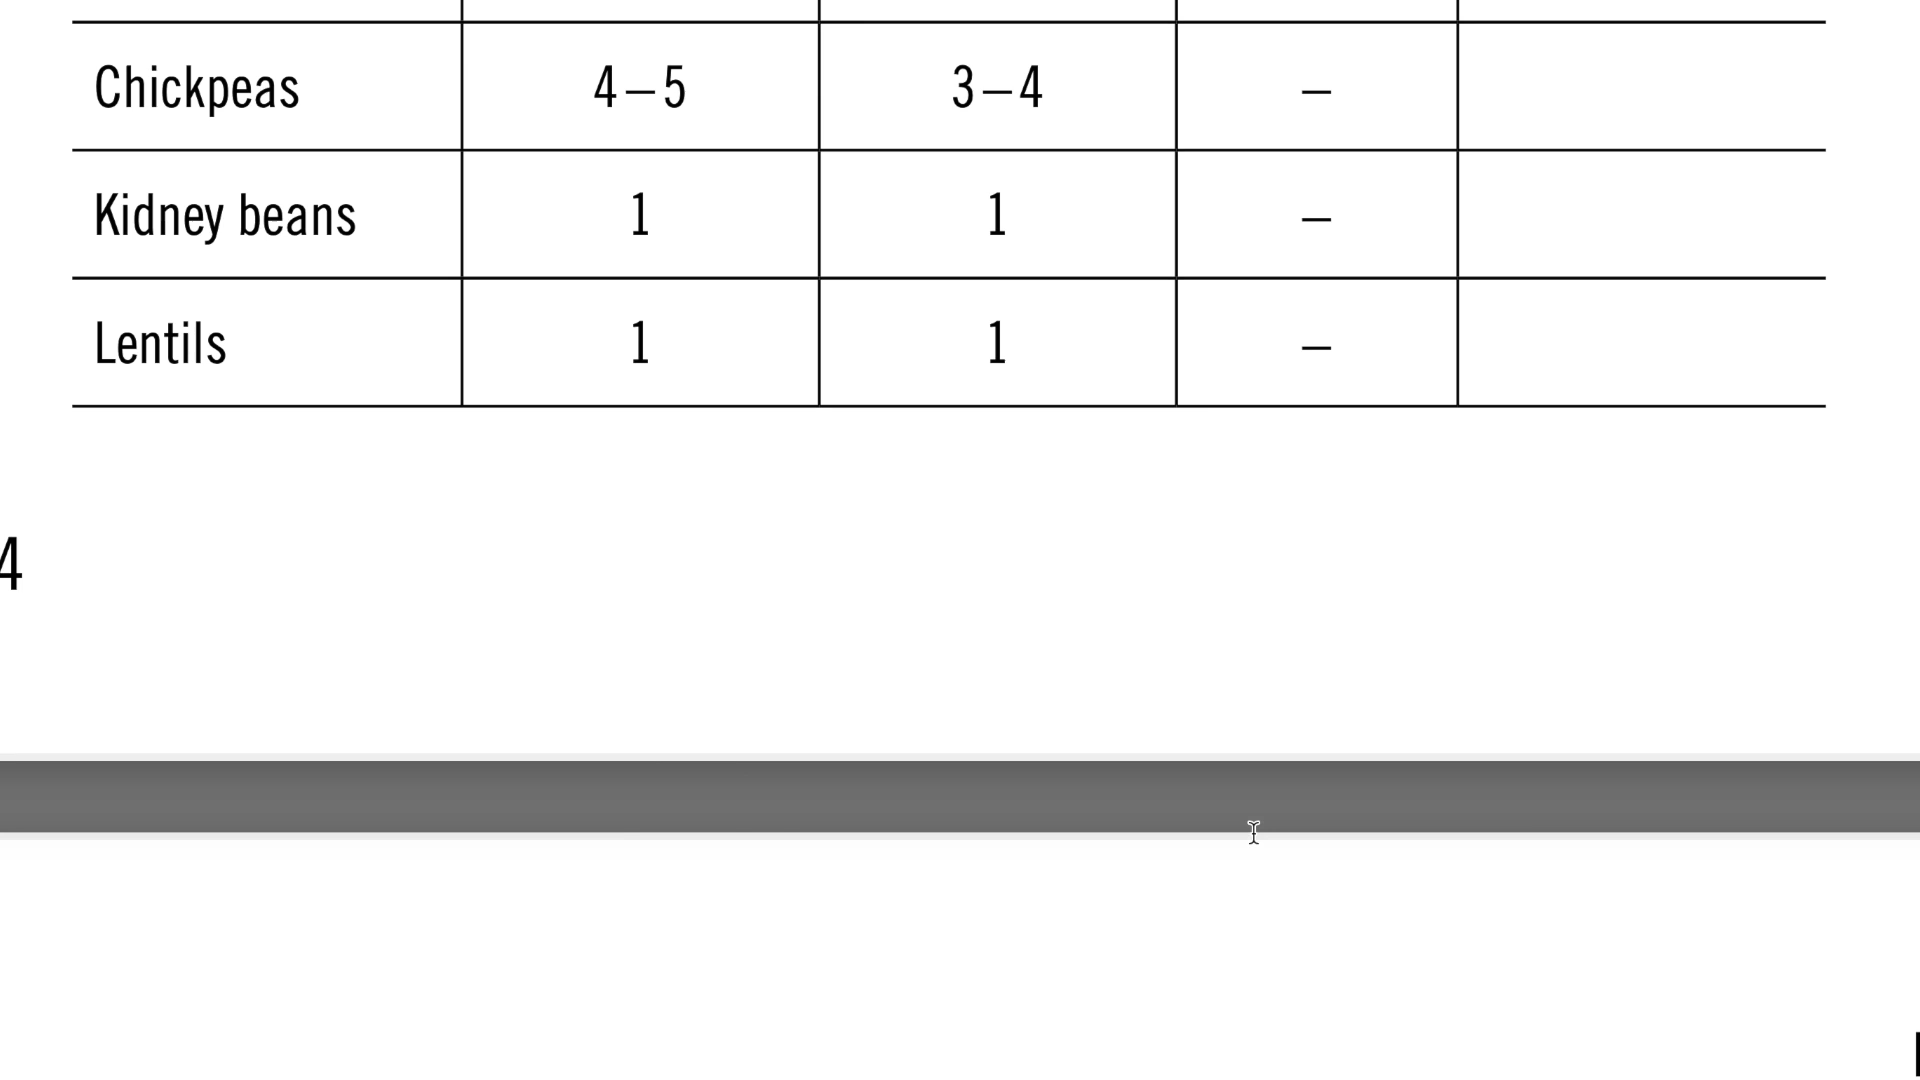 Chickpeas 4–5 3–4 –
Kidney beans 1 1 –
Lentils 1 1 –
4